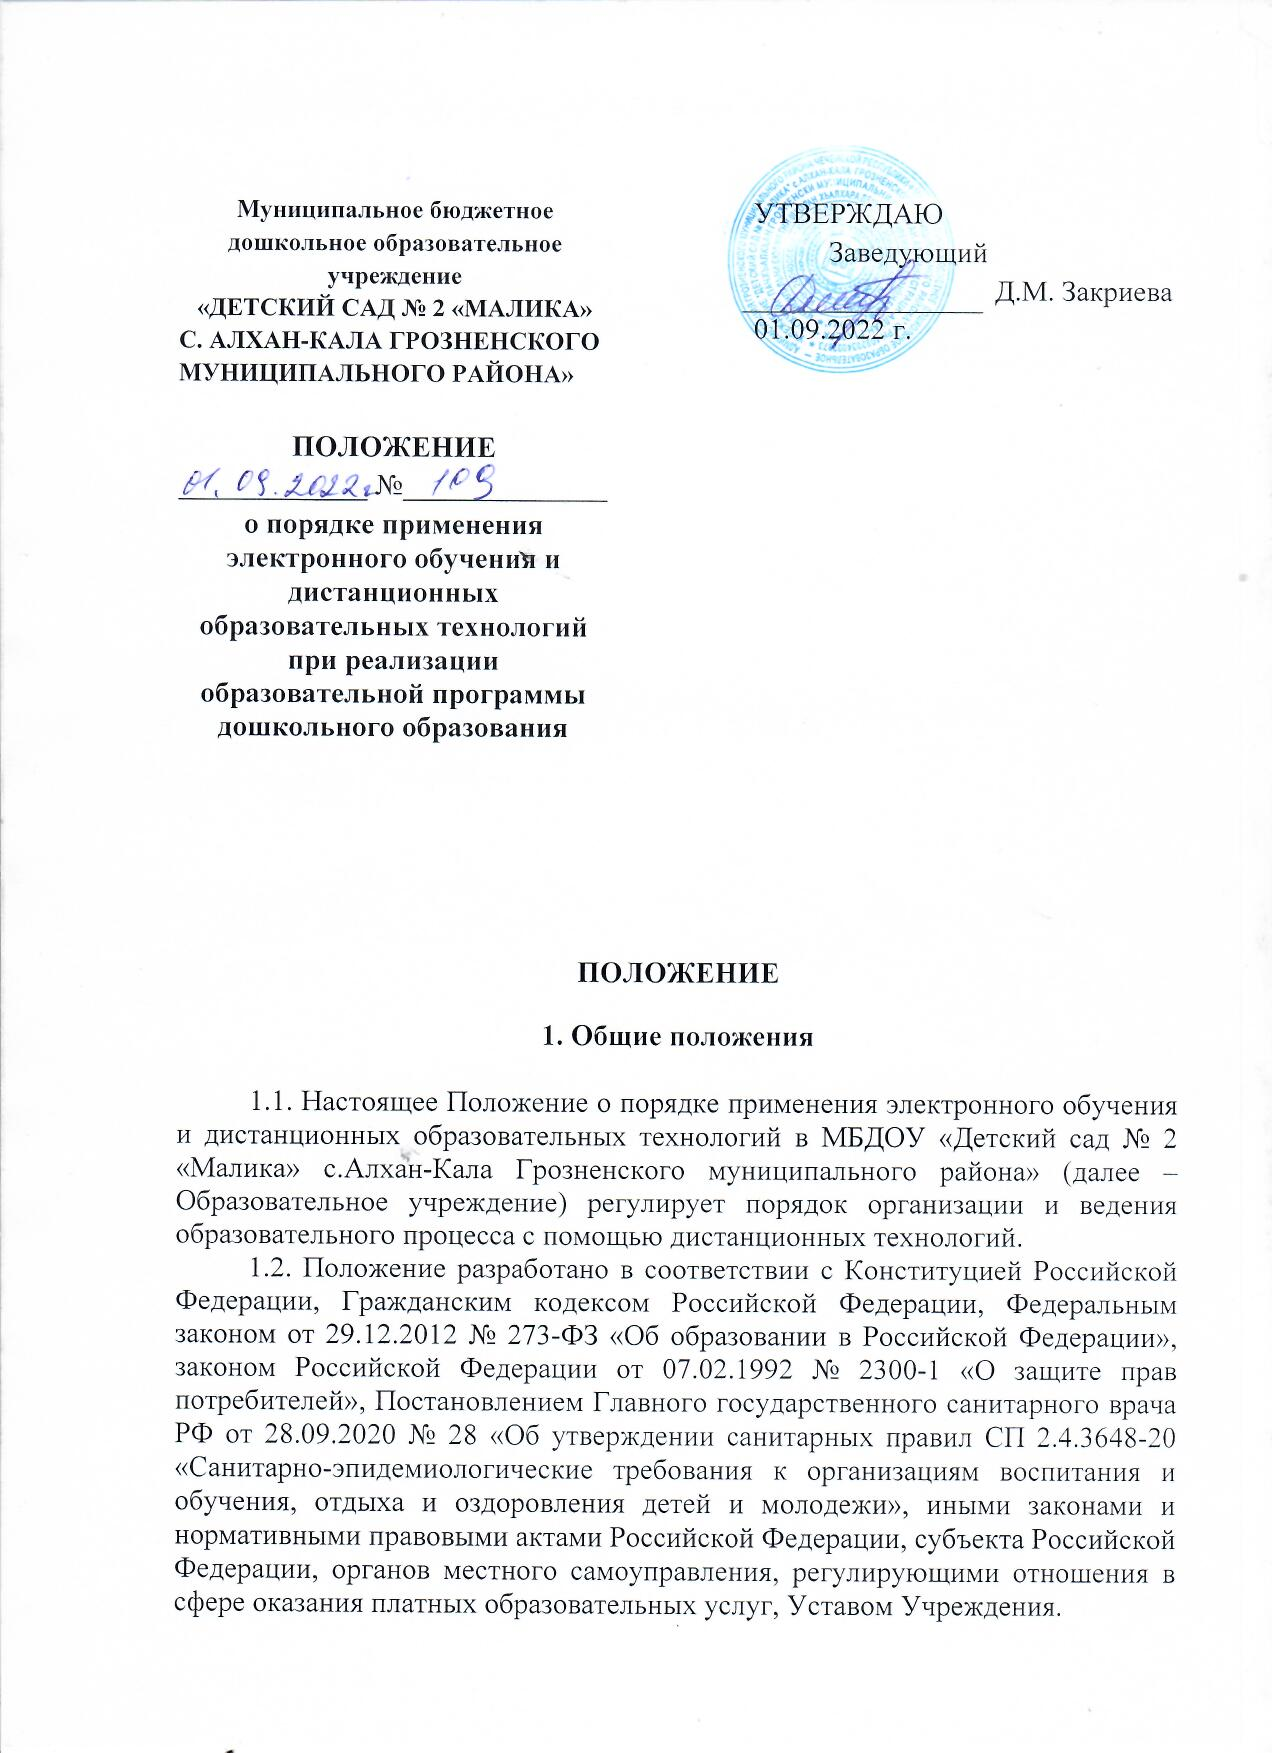 Муниципальное бюджетное
дошкольное образовательное
учреждение
«ДЕТСКИЙ САД № 2 «МАЛИКА»
С. АЛХАН-КАЛА ГРОЗНЕНСКОГО
МУНИЦИПАЛЬНОГО РАЙОНА»
УТВЕРЖДАЮ
Заведующий
Д.М. Закриева
01.09.2022 г.
ПОЛОЖЕНИЕ
01.09.2022г № 109
о порядке применения
электронного обучения и
дистанционных
образовательных технологий
при реализации
образовательной программы
дошкольного образования
ПОЛОЖЕНИЕ
1. Общие положения
1.1. Настоящее Положение о порядке применения электронного обучения
и дистанционных образовательных технологий в МБДОУ «Детский сад № 2
«Малика» с.Алхан-Кала Грозненского муниципального района» (далее –
Образовательное учреждение) регулирует порядок организации и ведения
образовательного процесса с помощью дистанционных технологий.
1.2. Положение разработано в соответствии с Конституцией Российской
Федерации, Гражданским кодексом Российской Федерации, Федеральным
законом от 29.12.2012 № 273-ФЗ «Об образовании в Российской Федерации»,
законом Российской Федерации от 07.02.1992 № 2300-1 «О защите прав
потребителей», Постановлением Главного государственного санитарного врача
РФ от 28.09.2020 № 28 «Об утверждении санитарных правил СП 2.4.3648-20
«Санитарно-эпидемиологические требования к организациям воспитания и
обучения, отдыха и оздоровления детей и молодежи», иными законами и
нормативными правовыми актами Российской Федерации, субъекта Российской
Федерации, органов местного самоуправления, регулирующими отношения в
сфере оказания платных образовательных услуг, Уставом Учреждения.